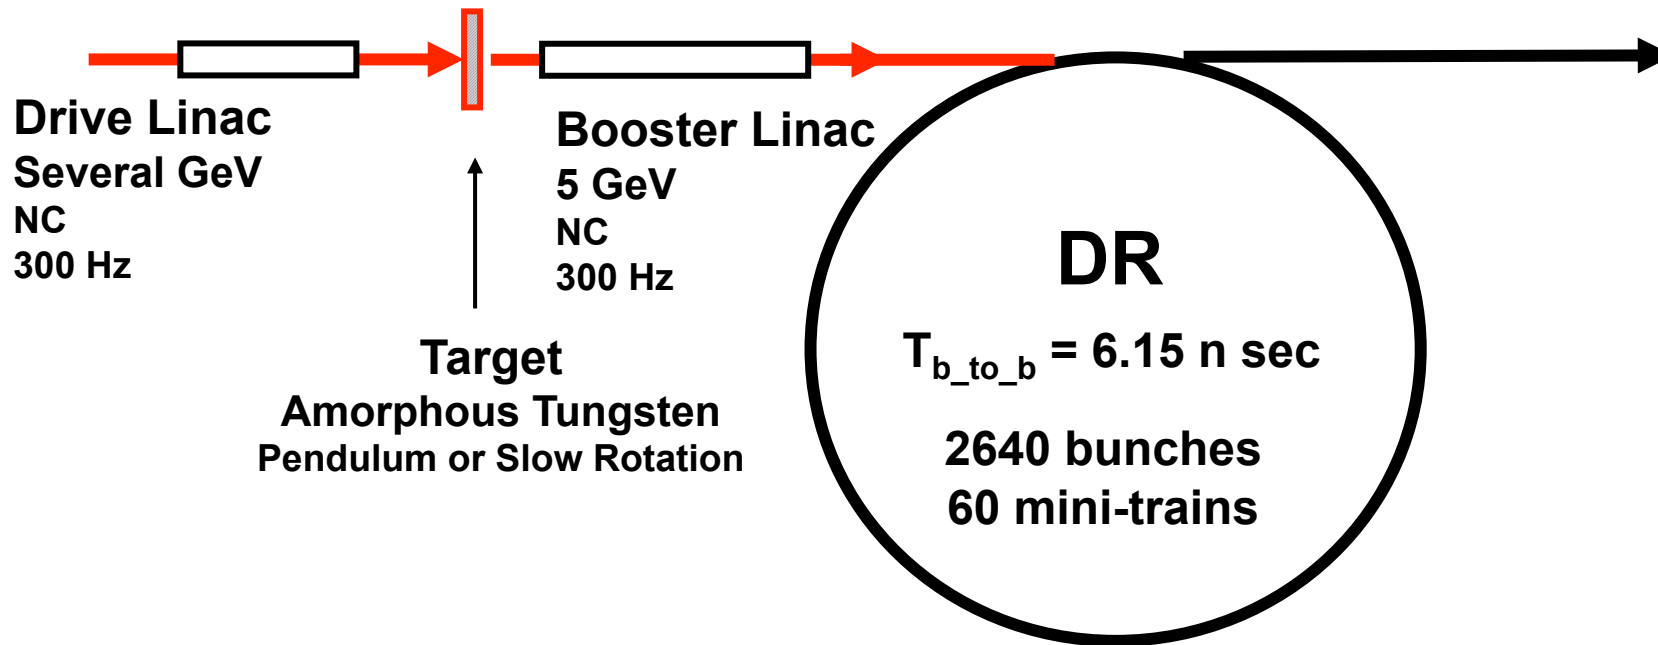 Drive Linac
Several GeV
NC
300 Hz
Booster Linac
5 GeV
NC
300 Hz
Target
Amorphous Tungsten
Pendulum or Slow Rotation
DR
T_b_to_b = 6.15 n sec
2640 bunches
60 mini-trains